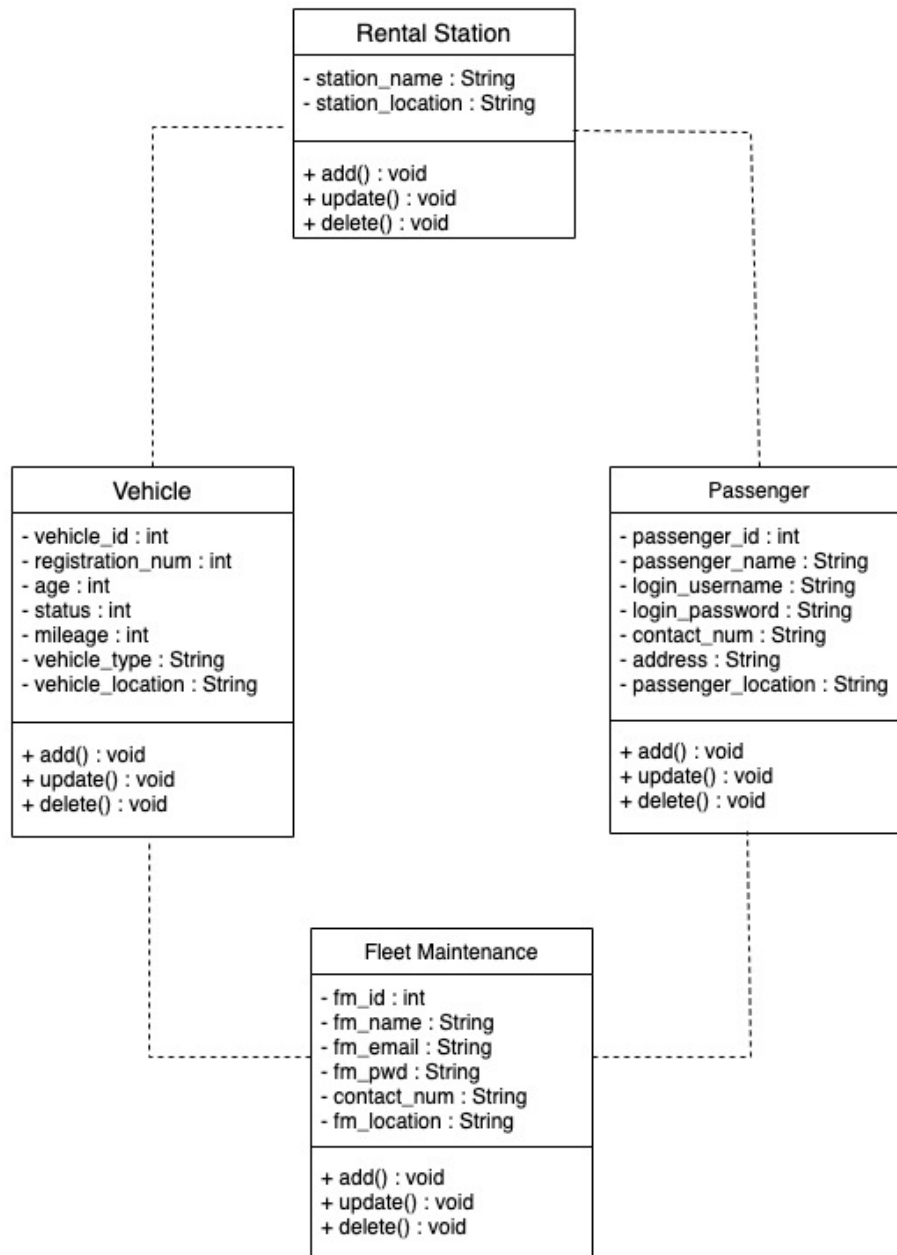 Rental Station
- station_name : String
- station_location : String
+ add() : void
+ update() : void
+ delete() : void
Vehicle
- vehicle_id : int
- registration_num : int
- age : int
- status : int
- mileage : int
- vehicle_type : String
- vehicle_location : String
+ add() : void
+ update() : void
+ delete() : void
Passenger
- passenger_id : int
- passenger_name : String
- login_username : String
- login_password : String
- contact_num : String
- address : String
- passenger_location : String
+ add() : void
+ update() : void
+ delete() : void
Fleet Maintenance
- fm_id : int
- fm_name : String
- fm_email : String
- fm_pwd : String
- contact_num : String
- fm_location : String
+ add() : void
+ update() : void
+ delete() : void